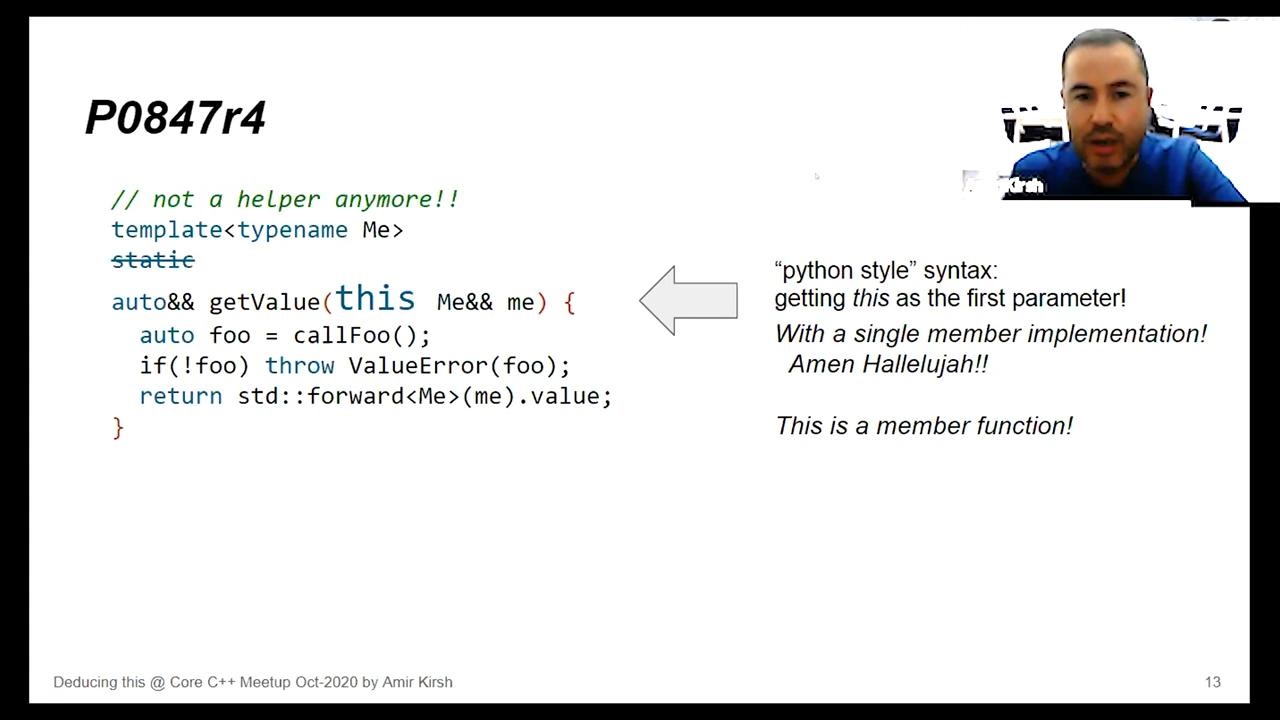 P0847r4
// not a helper anymore!!
template<typename Me>
static
auto&& getValue(this Me&& me) {
auto foo = callFoo();
if(!foo) throw ValueError(foo);
return std::forward<Me>(me).value;
}
“python style” syntax:
getting this as the first parameter!
With a single member implementation!
Amen Hallelujah!!
This is a member function!
Kirsh
Deducing this @ Core C++ Meetup Oct-2020 by Amir Kirsh
13